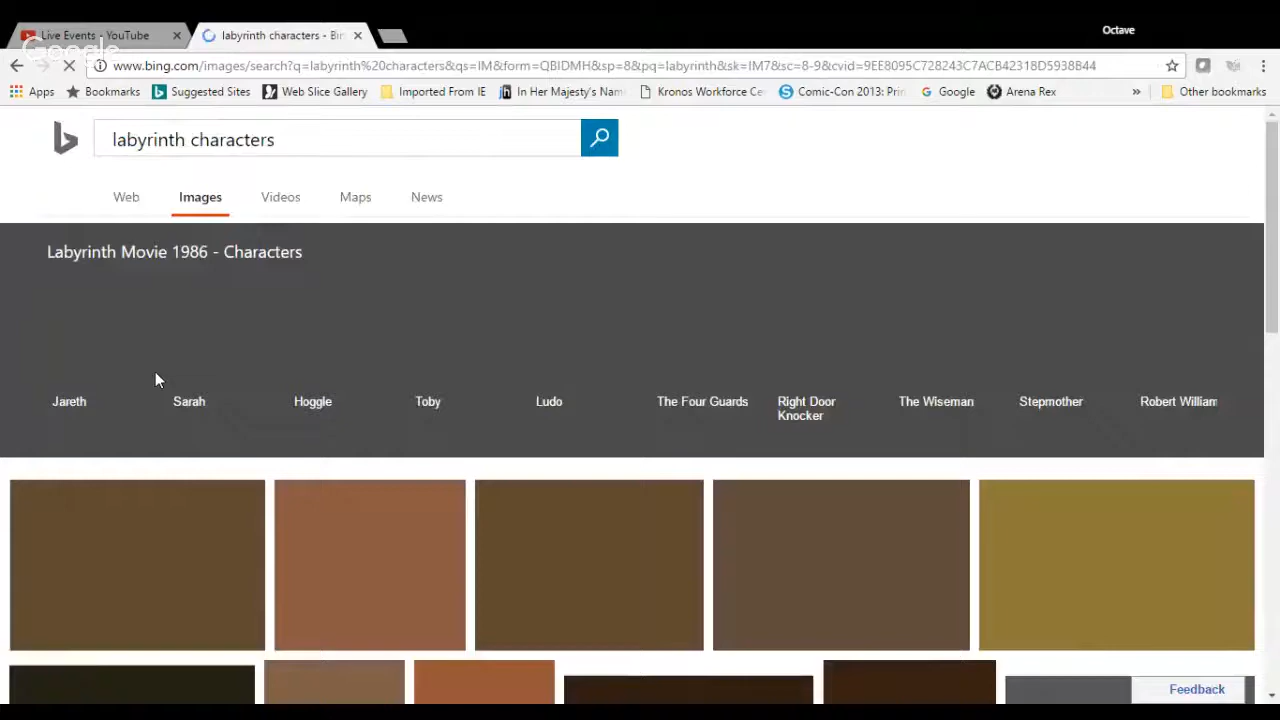 Octave
Live Events - YouTube
labyrinth characters - Bin
Google
www.bing.com/images/search?q=labyrinth%20characters&qs=IM&form=QBIDMH&sp=8&pq=labyrinth&sk=IM7&sc=8-9&cvid=9EE8095C728243C7ACB42318D5938B44
Apps Bookmarks Suggested Sites Web Slice Gallery Imported From IE In Her Majesty's Nam Kronos Workforce Ce Comic-Con 2013: Pri Google Arena Rex » Other bookmarks
labyrinth characters
Web Images Videos Maps News
Labyrinth Movie 1986 - Characters
Jareth Sarah Hoggle Toby Ludo The Four Guards Right Door The Wiseman Stepmother Robert William
Knocker
Feedback